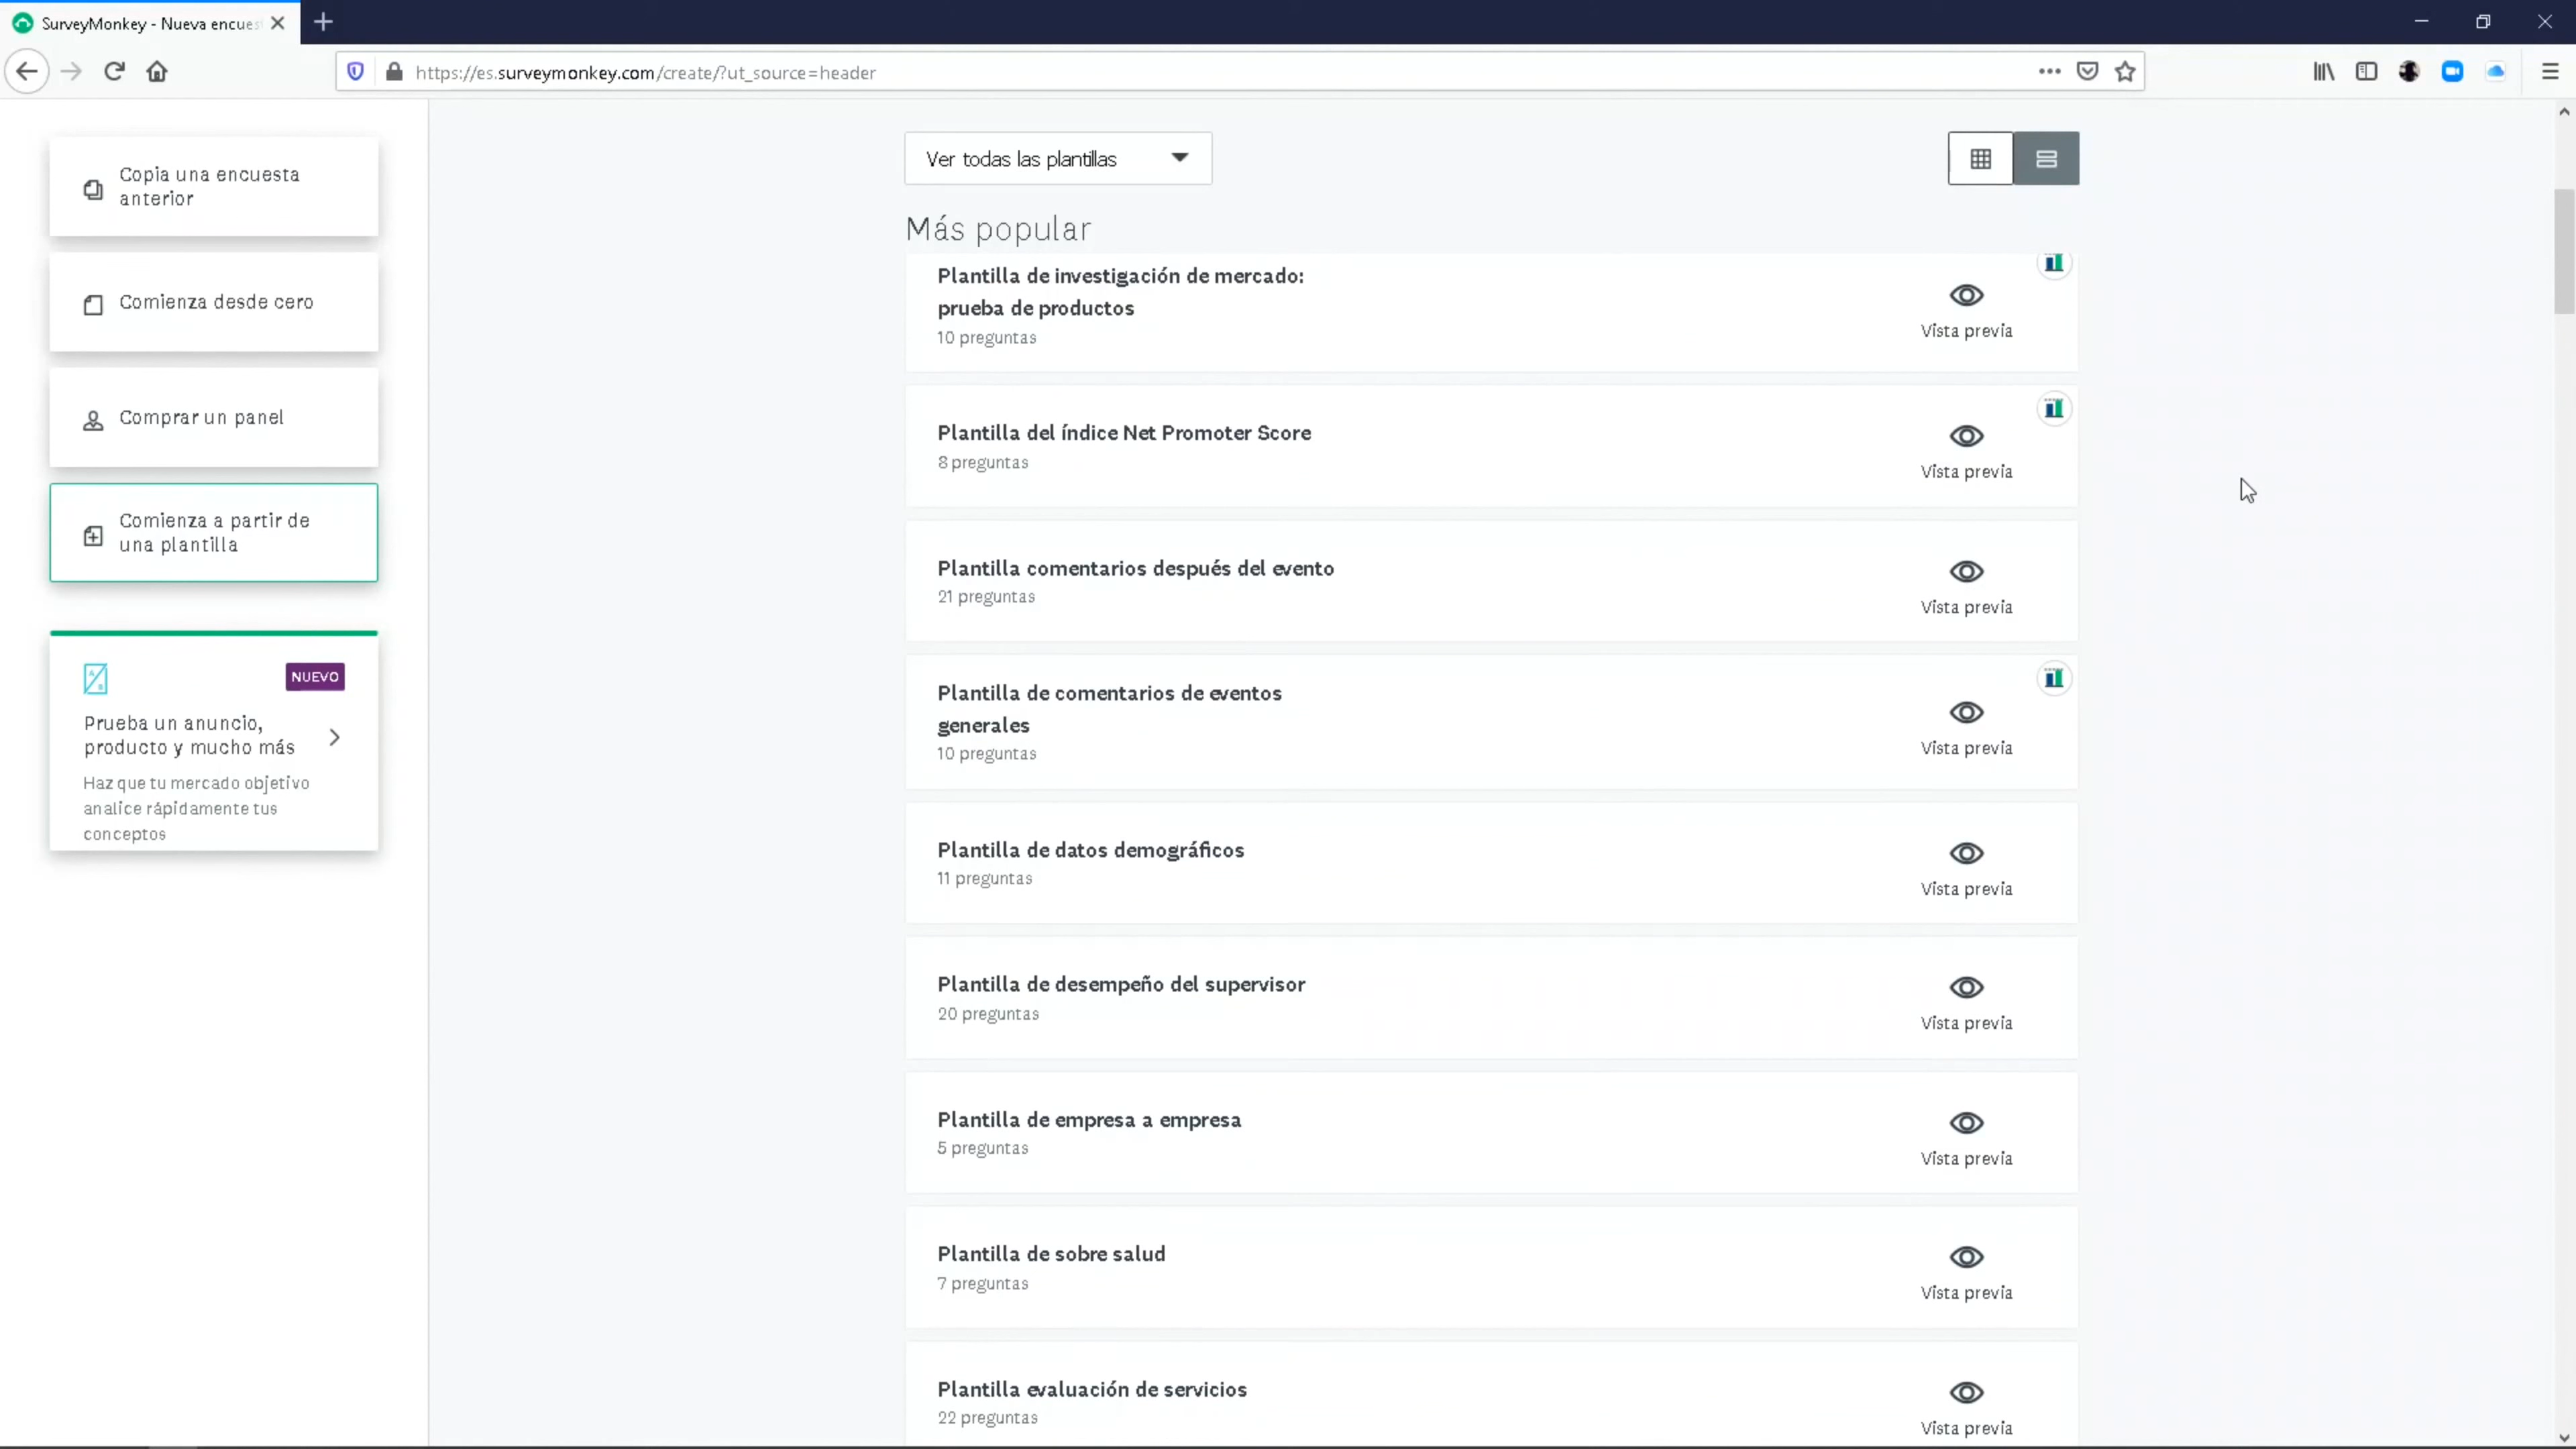 SurveyMonkey - Nueva encues
https://es.surveymonkey.com/create/?ut_source=header
Copia una encuesta
anterior
Comienza desde cero
Comprar un panel
Comienza a partir de
una plantilla
NUEVO
Prueba un anuncio,
producto y mucho más
Haz que tu mercado objetivo
analice rápidamente tus
conceptos
Ver todas las plantillas
Más popular
Plantilla de investigación de mercado:
prueba de productos
10 preguntas
Vista previa
Plantilla del índice Net Promoter Score
8 preguntas
Vista previa
Plantilla comentarios después del evento
21 preguntas
Vista previa
Plantilla de comentarios de eventos
generales
10 preguntas
Vista previa
Plantilla de datos demográficos
11 preguntas
Vista previa
Plantilla de desempeño del supervisor
20 preguntas
Vista previa
Plantilla de empresa a empresa
5 preguntas
Vista previa
Plantilla de sobre salud
7 preguntas
Vista previa
Plantilla evaluación de servicios
22 preguntas
Vista previa